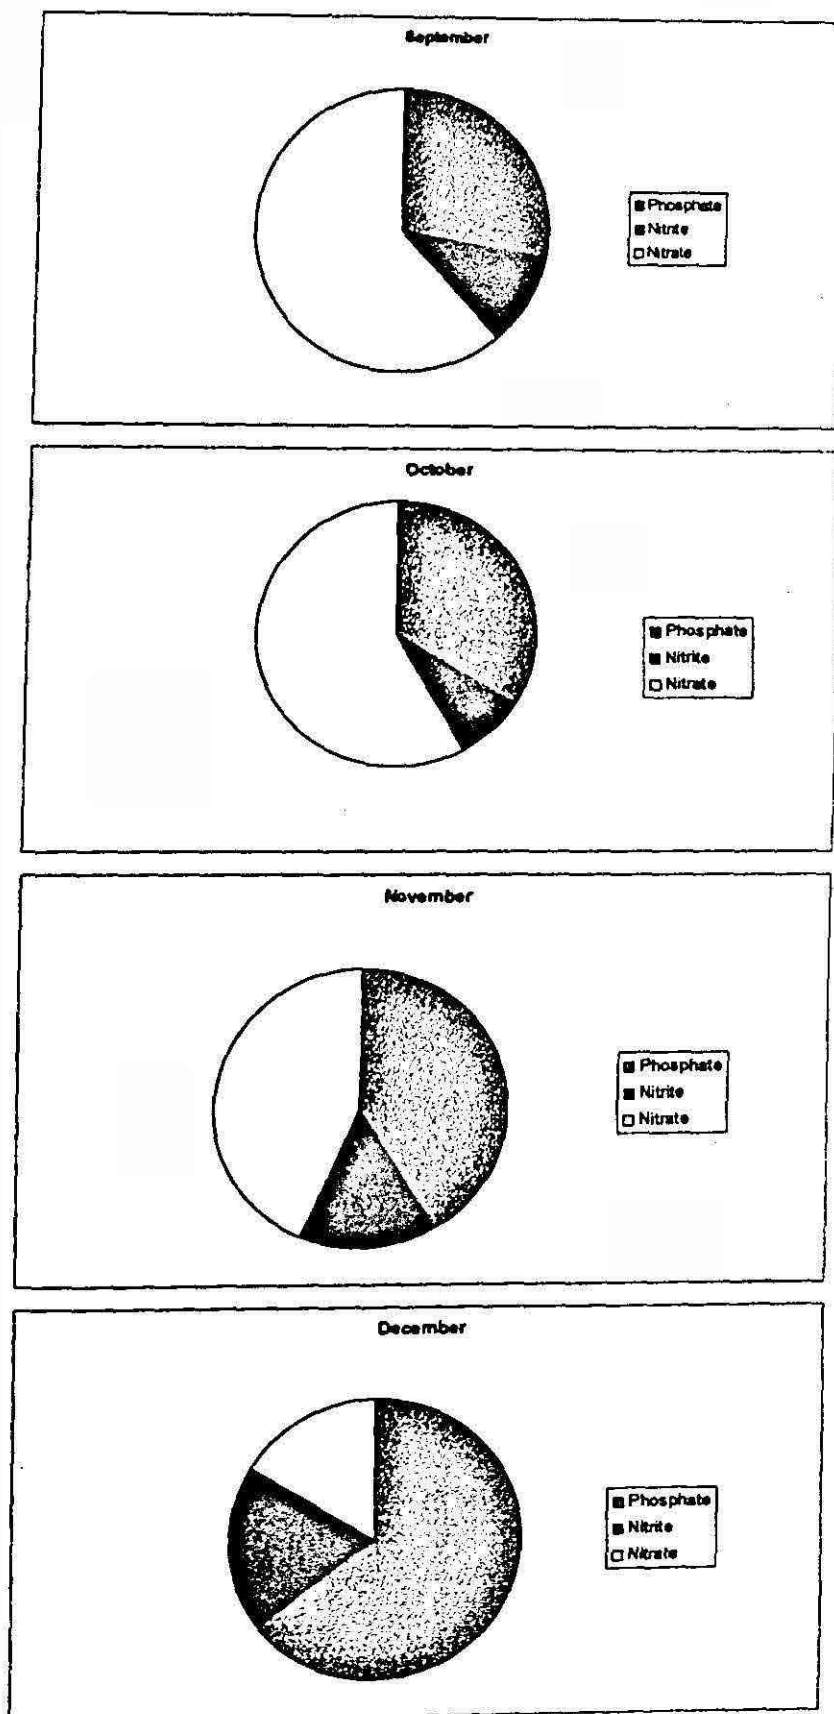 September
Phosphate
Nitrite
Nitrate
October
Phosphate
Nitrite
Nitrate
November
Phosphate
Nitrite
Nitrate
December
Phosphate
Nitrite
Nitrate